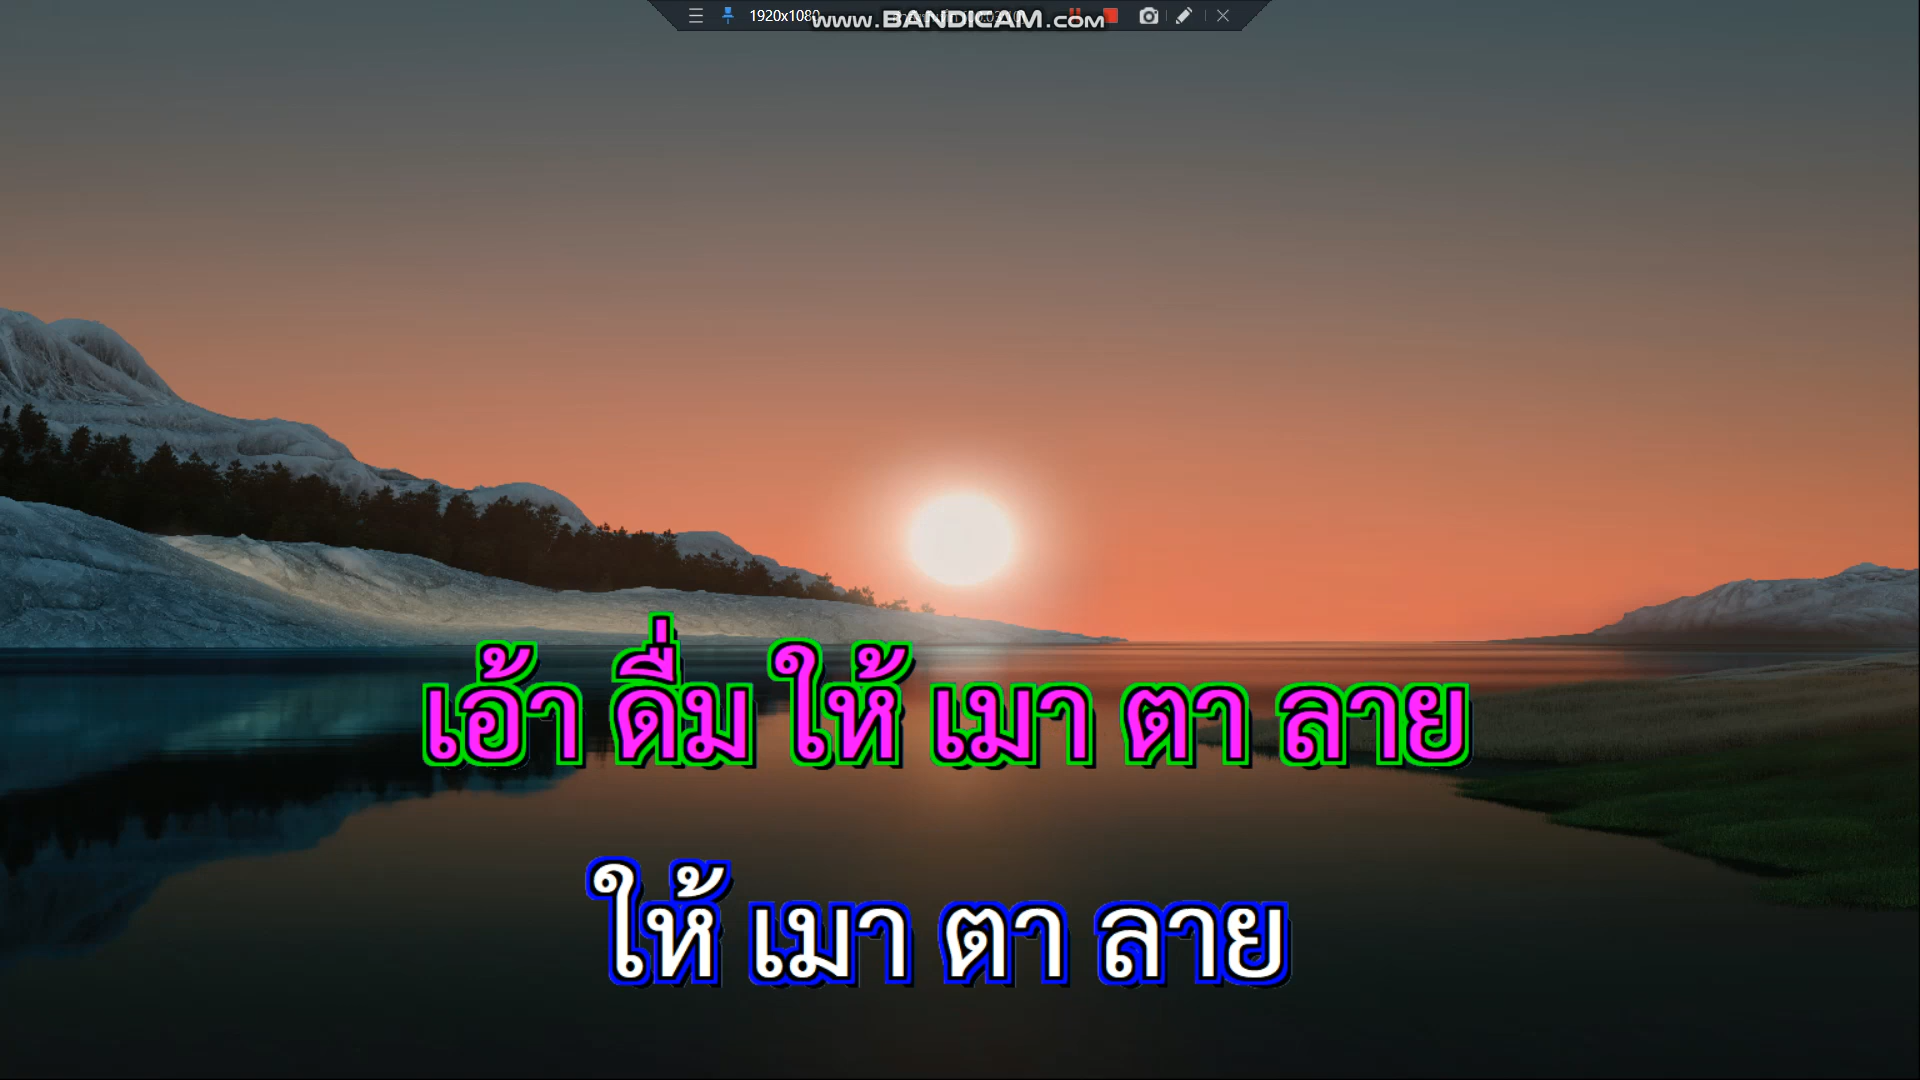 1920x1080
www.BANDICAM.com
เอ้า ดื่ม ให้ เมา ตา ลาย
ให้ เมา ตา ลาย